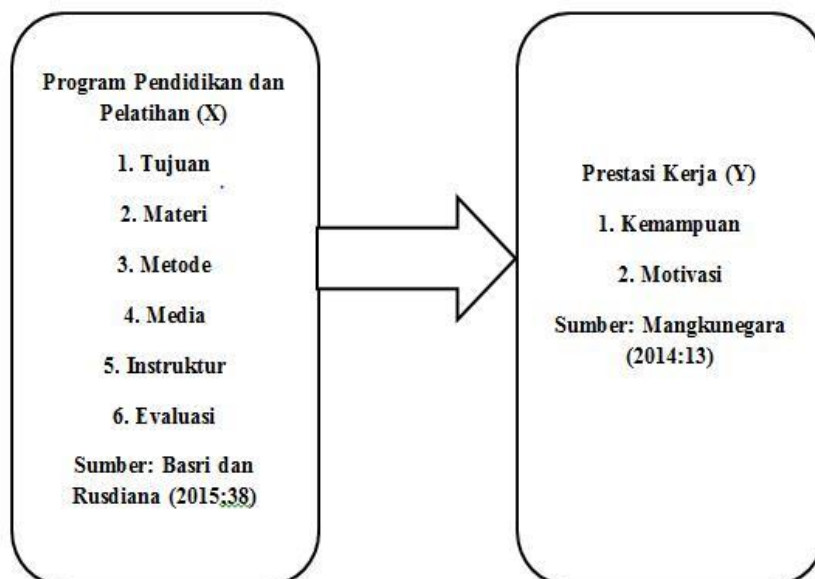 Program Pendidikan dan
Pelatihan (X)
1. Tujuan
2. Materi
3. Metode
4. Media
5. Instruktur
6. Evaluasi
Sumber: Basri dan
Rusdiana (2015:38)
Prestasi Kerja (Y)
1. Kemampuan
2. Motivasi
Sumber: Mangkunegara
(2014:13)